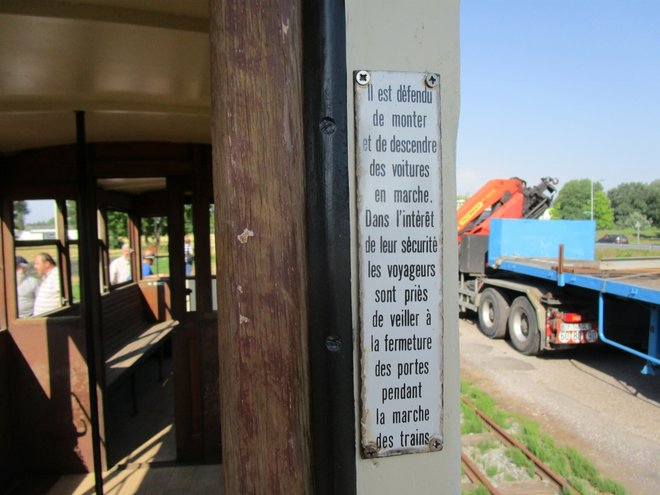 Il est défendu
de monter
et de descendre
des voitures
en marche.
Dans l'intérêt
de leur sécurité
les voyageurs
sont priès
de veiller à
la fermeture
des portes
pendant
la marche
des trains